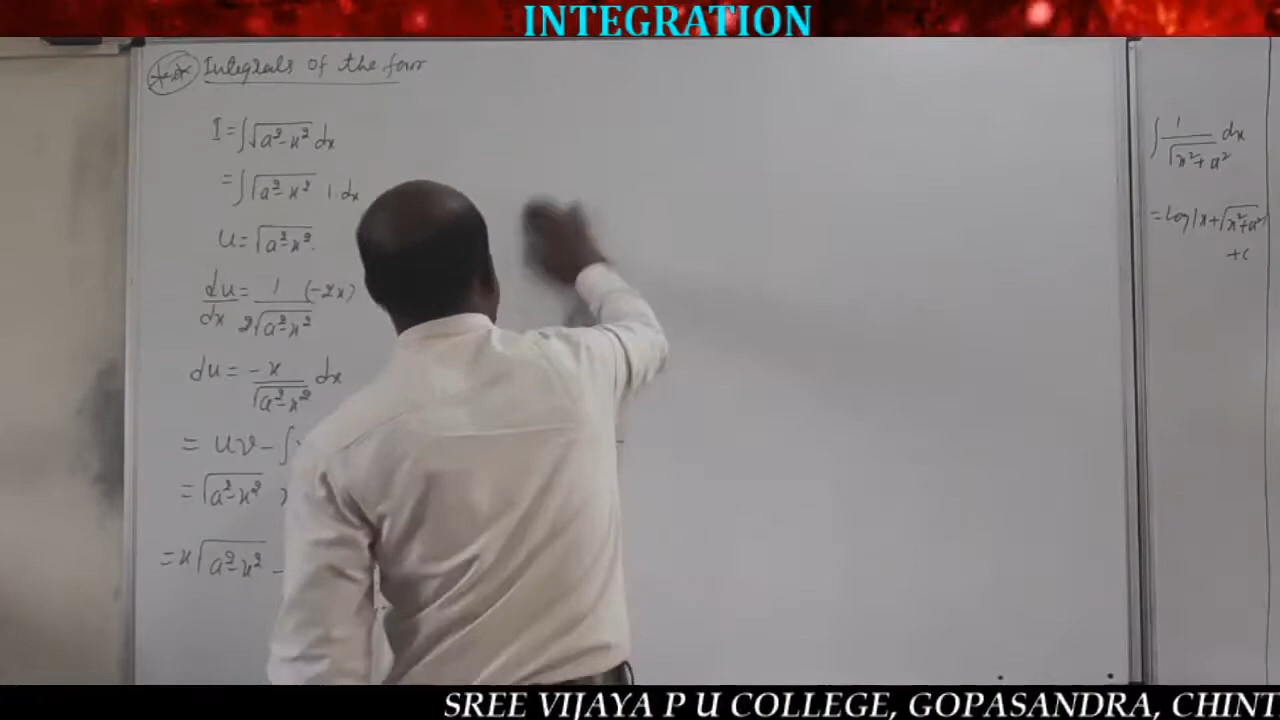 INTEGRATION
*** Integrals of the form
I = ∫√a²-x² dx
= ∫√a²-x² 1. dx
u = √a²-x².
du/dx = 1/2√a²-x² (-2x)
du = -x/√a²-x² dx
= uv - ∫
= √a²-x²
= x√a²-x² -
∫ 1/√x²+a² dx
= log|x+√x²+a²|
+c
SREE VIJAYA P U COLLEGE, GOPASANDRA, CHINT